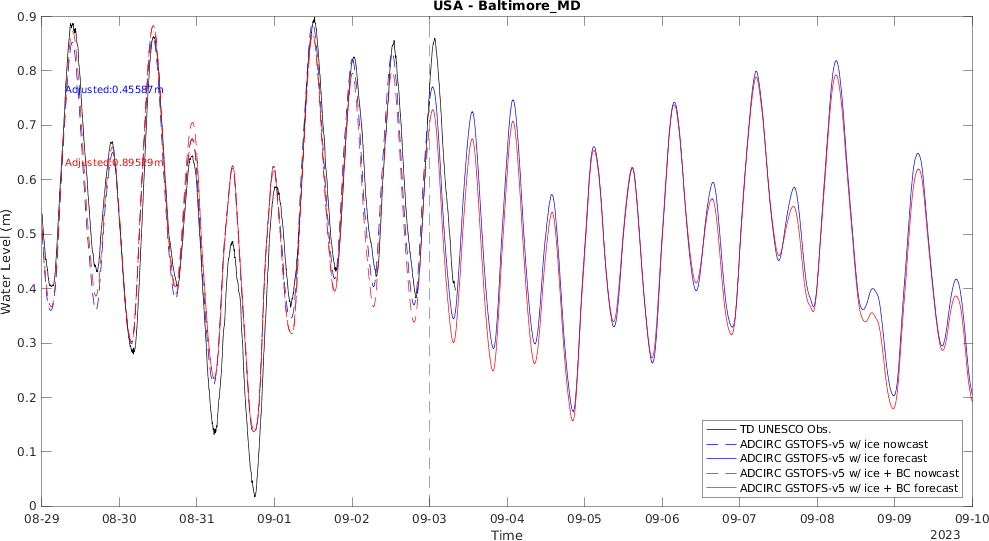 USA - Baltimore_MD
0.9
0.8
0.7
0.6
0.5
0.4
0.3
0.2
0.1
0
Water Level (m)
Adjusted:0.45587m
Adjusted:0.89529m
TD UNESCO Obs.
ADCIRC GSTOFS-v5 w/ ice nowcast
ADCIRC GSTOFS-v5 w/ ice forecast
ADCIRC GSTOFS-v5 w/ ice + BC nowcast
ADCIRC GSTOFS-v5 w/ ice + BC forecast
08-29 08-30 08-31 09-01 09-02 09-03 09-04 09-05 09-06 09-07 09-08 09-09 09-10
Time
2023